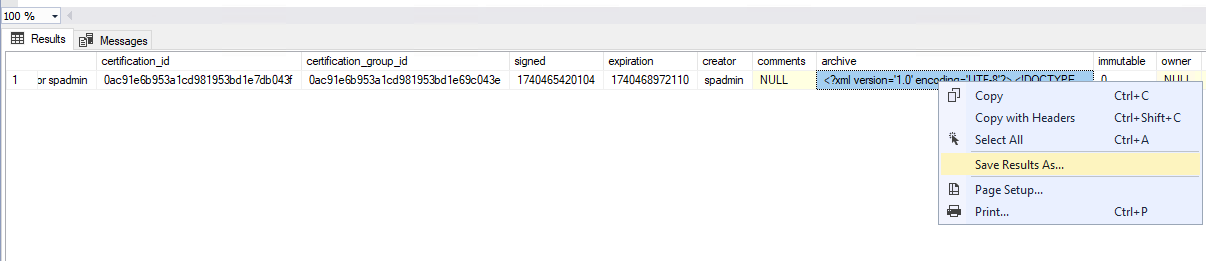 100 %
Results Messages
certification_id certification_group_id signed expiration creator comments archive immutable owner
1 or spadmin 0ac91e6b953a1cd981953bd1e7db043f 0ac91e6b953a1cd981953bd1e69c043e 1740465420104 1740468972110 spadmin NULL <?xml version='1.0' encoding='UTF-8'?> <!DOCTYPE 0 NULL
Copy Ctrl+C
Copy with Headers Ctrl+Shift+C
Select All Ctrl+A
Save Results As...
Page Setup...
Print... Ctrl+P